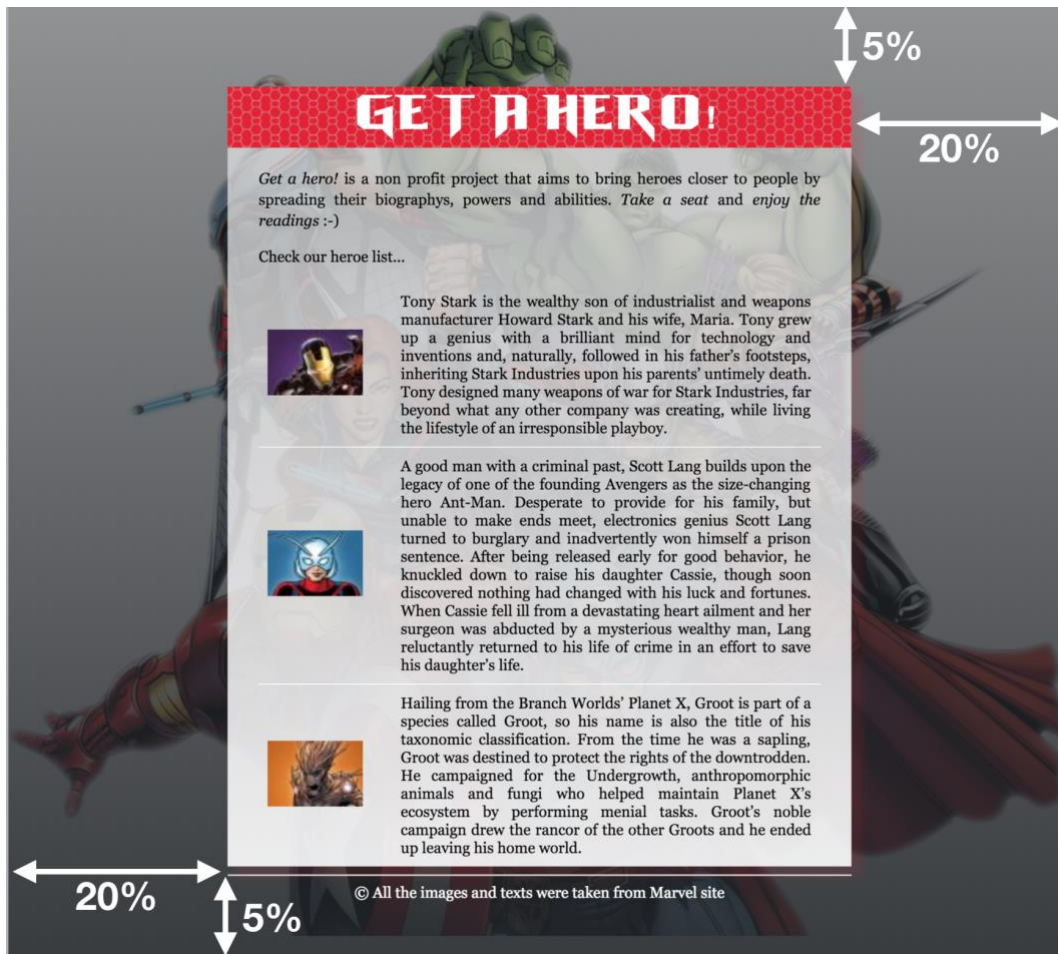 5%
GET A HERO!
20%
Get a hero! is a non profit project that aims to bring heroes closer to people by
spreading their biographys, powers and abilities. Take a seat and enjoy the
readings :-)
Check our heroe list...
Tony Stark is the wealthy son of industrialist and weapons
manufacturer Howard Stark and his wife, Maria. Tony grew
up a genius with a brilliant mind for technology and
inventions and, naturally, followed in his father's footsteps,
inheriting Stark Industries upon his parents' untimely death.
Tony designed many weapons of war for Stark Industries, far
beyond what any other company was creating, while living
the lifestyle of an irresponsible playboy.
A good man with a criminal past, Scott Lang builds upon the
legacy of one of the founding Avengers as the size-changing
hero Ant-Man. Desperate to provide for his family, but
unable to make ends meet, electronics genius Scott Lang
turned to burglary and inadvertently won himself a prison
sentence. After being released early for good behavior, he
knuckled down to raise his daughter Cassie, though soon
discovered nothing had changed with his luck and fortunes.
When Cassie fell ill from a devastating heart ailment and her
surgeon was abducted by a mysterious wealthy man, Lang
reluctantly returned to his life of crime in an effort to save
his daughter's life.
Hailing from the Branch Worlds' Planet X, Groot is part of a
species called Groot, so his name is also the title of his
taxonomic classification. From the time he was a sapling,
Groot was destined to protect the rights of the downtrodden.
He campaigned for the Undergrowth, anthropomorphic
animals and fungi who helped maintain Planet X's
ecosystem by performing menial tasks. Groot's noble
campaign drew the rancor of the other Groots and he ended
up leaving his home world.
20%
© All the images and texts were taken from Marvel site
5%